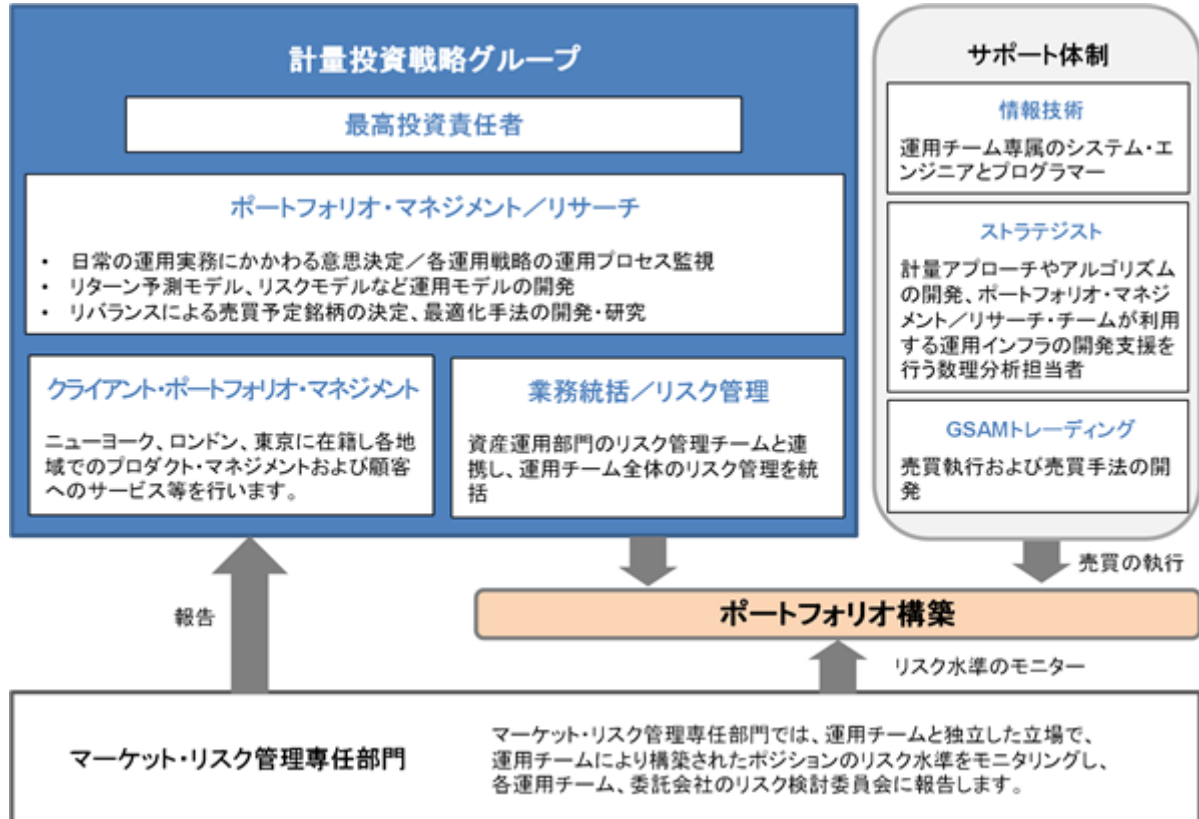 計量投資戦略グループ
最高投資責任者
ポートフォリオ・マネジメント／リサーチ
• 日常の運用実務にかかわる意思決定／各運用戦略の運用プロセス監視
• リターン予測モデル、リスクモデルなど運用モデルの開発
• リバランスによる売買予定銘柄の決定、最適化手法の開発・研究
クライアント・ポートフォリオ・マネジメント
ニューヨーク、ロンドン、東京に在籍し各地
域でのプロダクト・マネジメントおよび顧客
へのサービス等を行います。
業務統括／リスク管理
資産運用部門のリスク管理チームと連
携し、運用チーム全体のリスク管理を統
括
サポート体制
情報技術
運用チーム専属のシステム・エ
ンジニアとプログラマー
ストラテジスト
計量アプローチやアルゴリズム
の開発、ポートフォリオ・マネジ
メント／リサーチ・チームが利用
する運用インフラの開発支援を
行う数理分析担当者
GSAMトレーディング
売買執行および売買手法の開
発
売買の執行
報告
ポートフォリオ構築
リスク水準のモニター
マーケット・リスク管理専任部門
マーケット・リスク管理専任部門では、運用チームと独立した立場で、
運用チームにより構築されたポジションのリスク水準をモニタリングし、
各運用チーム、委託会社のリスク検討委員会に報告します。